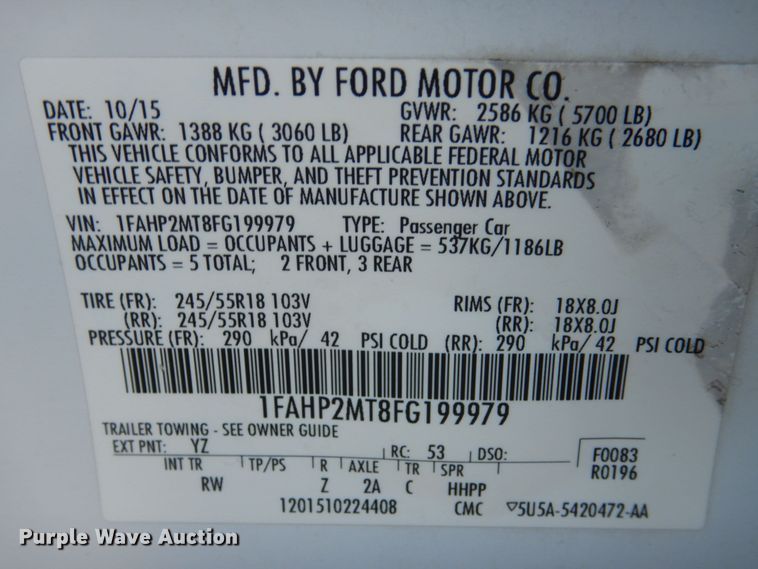 MFD. BY FORD MOTOR CO.
DATE: 10/15 GVWR: 2586 KG ( 5700 LB)
FRONT GAWR: 1388 KG ( 3060 LB) REAR GAWR: 1216 KG ( 2680 LB)
THIS VEHICLE CONFORMS TO ALL APPLICABLE FEDERAL MOTOR
VEHICLE SAFETY, BUMPER, AND THEFT PREVENTION STANDARDS
IN EFFECT ON THE DATE OF MANUFACTURE SHOWN ABOVE.
VIN: 1FAHP2MT8FG199979 TYPE: Passenger Car
MAXIMUM LOAD = OCCUPANTS + LUGGAGE = 537KG/1186LB
OCCUPANTS = 5 TOTAL; 2 FRONT, 3 REAR
TIRE (FR): 245/55R18 103V RIMS (FR): 18X8.0J
(RR): 245/55R18 103V (RR): 18X8.0J
PRESSURE (FR): 290 kPa/ 42 PSI COLD (RR): 290 kPa/ 42 PSI COLD
1FAHP2MT8FG199979
TRAILER TOWING - SEE OWNER GUIDE
EXT PNT: YZ RC: 53 DSO: F0083
INT TR TP/PS R AXLE TR SPR R0196
RW Z 2A C HHPP
1201510224408 CMC ▽5U5A-5420472-AA
Purple Wave Auction